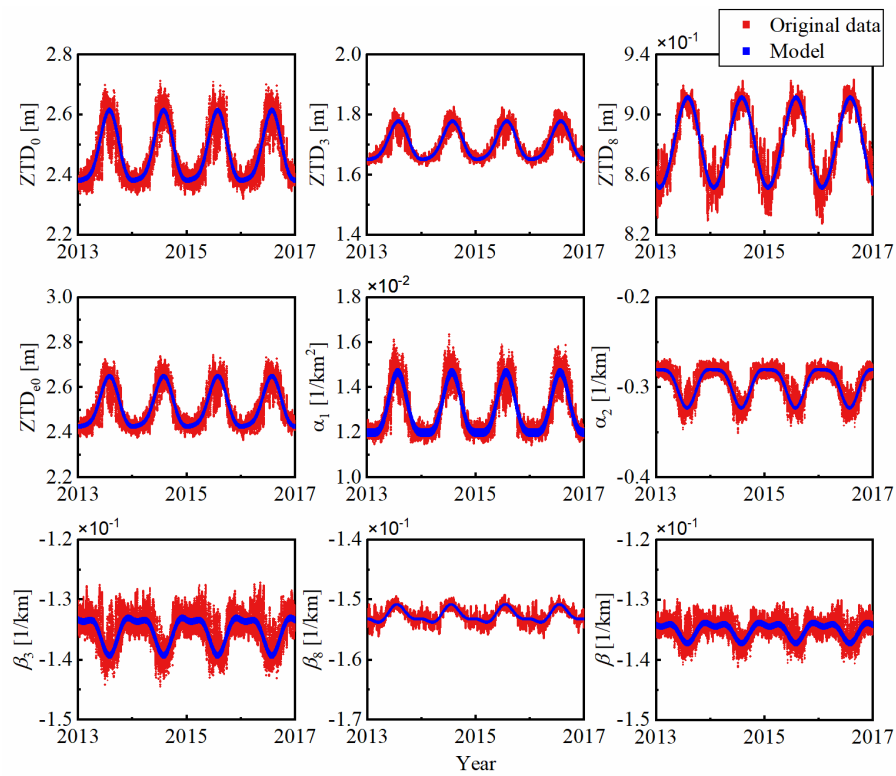 Original data
Model
2.8
2.6
2.4
2.2
ZTD0 [m]
2013 2015 2017
2.0
1.8
1.6
1.4
ZTD3 [m]
2013 2015 2017
×10-1
9.4
9.0
8.6
8.2
ZTD8 [m]
2013 2015 2017
3.0
2.8
2.6
2.4
2.2
ZTDe0 [m]
2013 2015 2017
×10-2
1.8
1.6
1.4
1.2
1.0
α1 [1/km2]
2013 2015 2017
-0.2
-0.3
-0.4
α2 [1/km]
2013 2015 2017
×10-1
-1.2
-1.3
-1.4
-1.5
β3 [1/km]
2013 2015 2017
×10-1
-1.4
-1.5
-1.6
-1.7
β8 [1/km]
2013 2015 2017
×10-1
-1.2
-1.3
-1.4
-1.5
β [1/km]
2013 2015 2017
Year